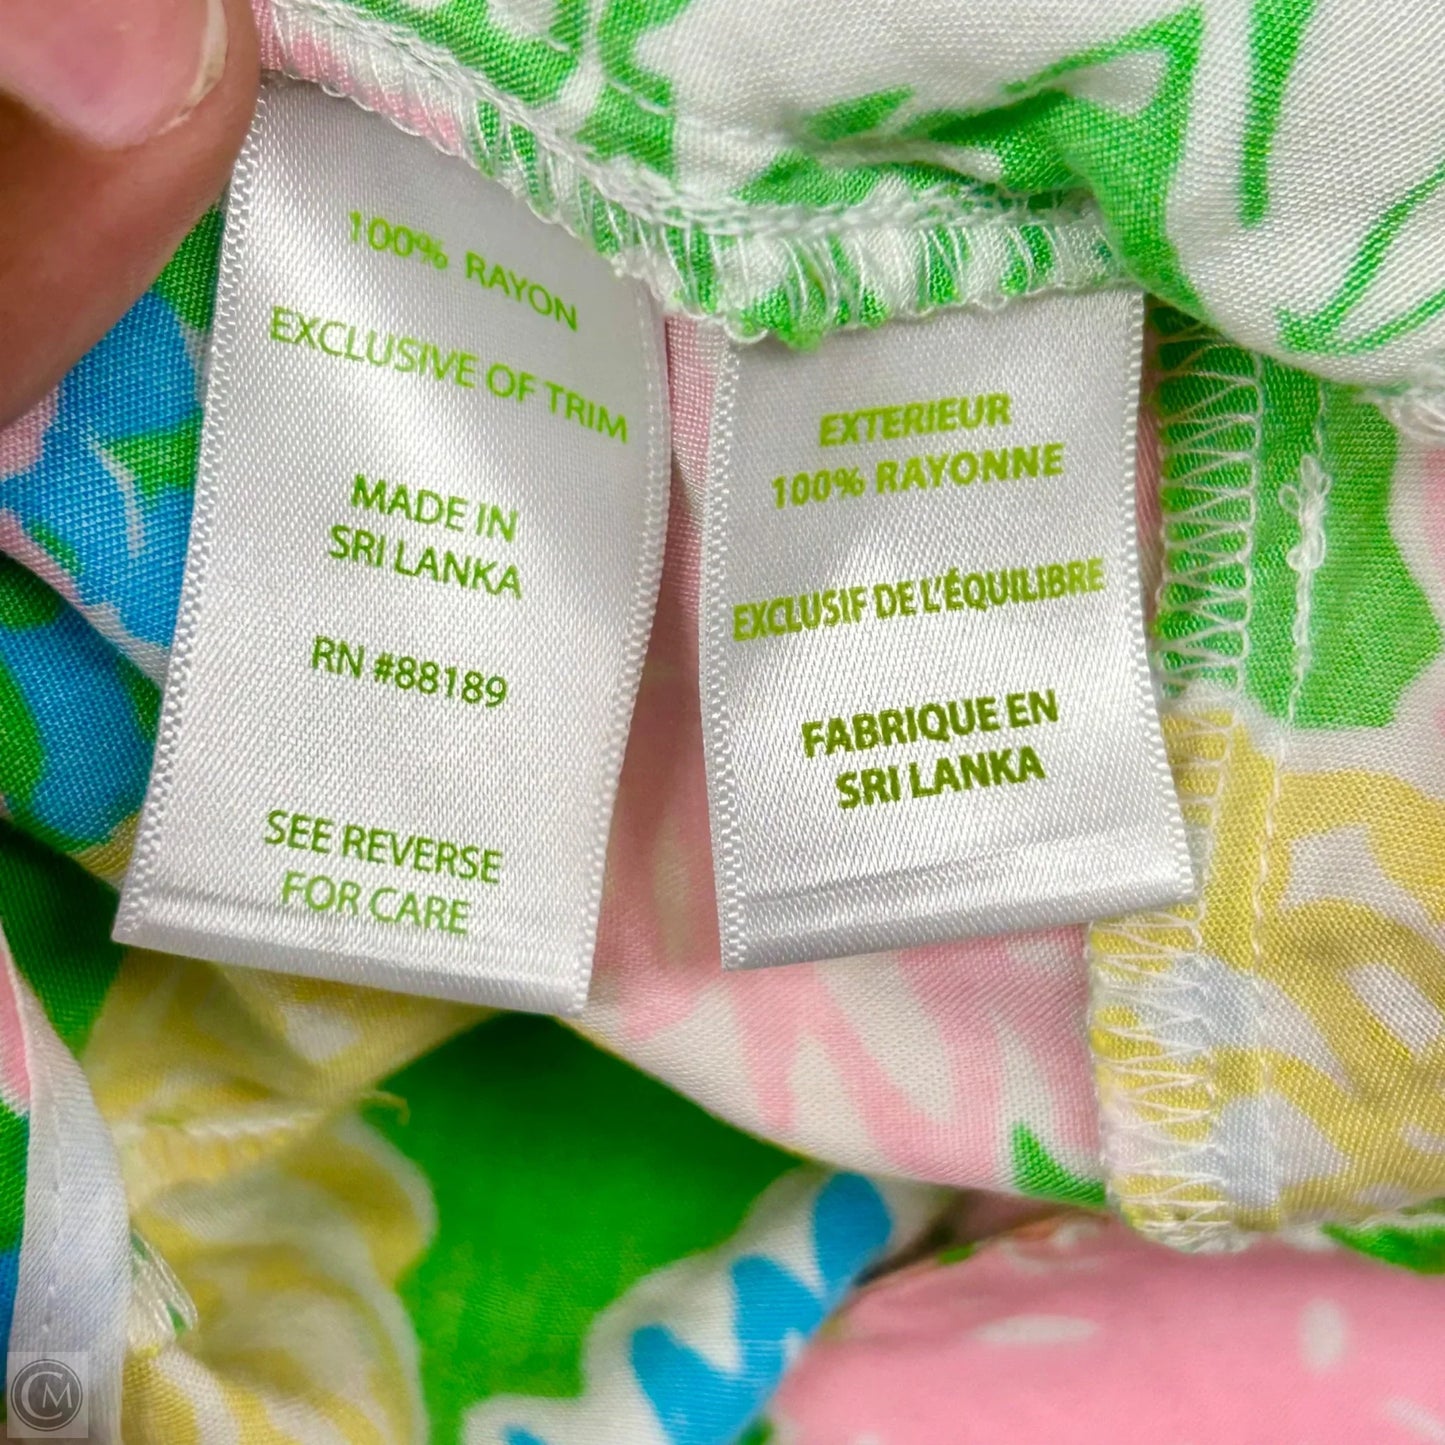 100% RAYON
EXCLUSIVE OF TRIM
MADE IN
SRI LANKA
RN #88189
SEE REVERSE
FOR CARE
EXTERIEUR
100% RAYONNE
EXCLUSIF DE L'ÉQUILIBRE
FABRIQUE EN
SRI LANKA
CM